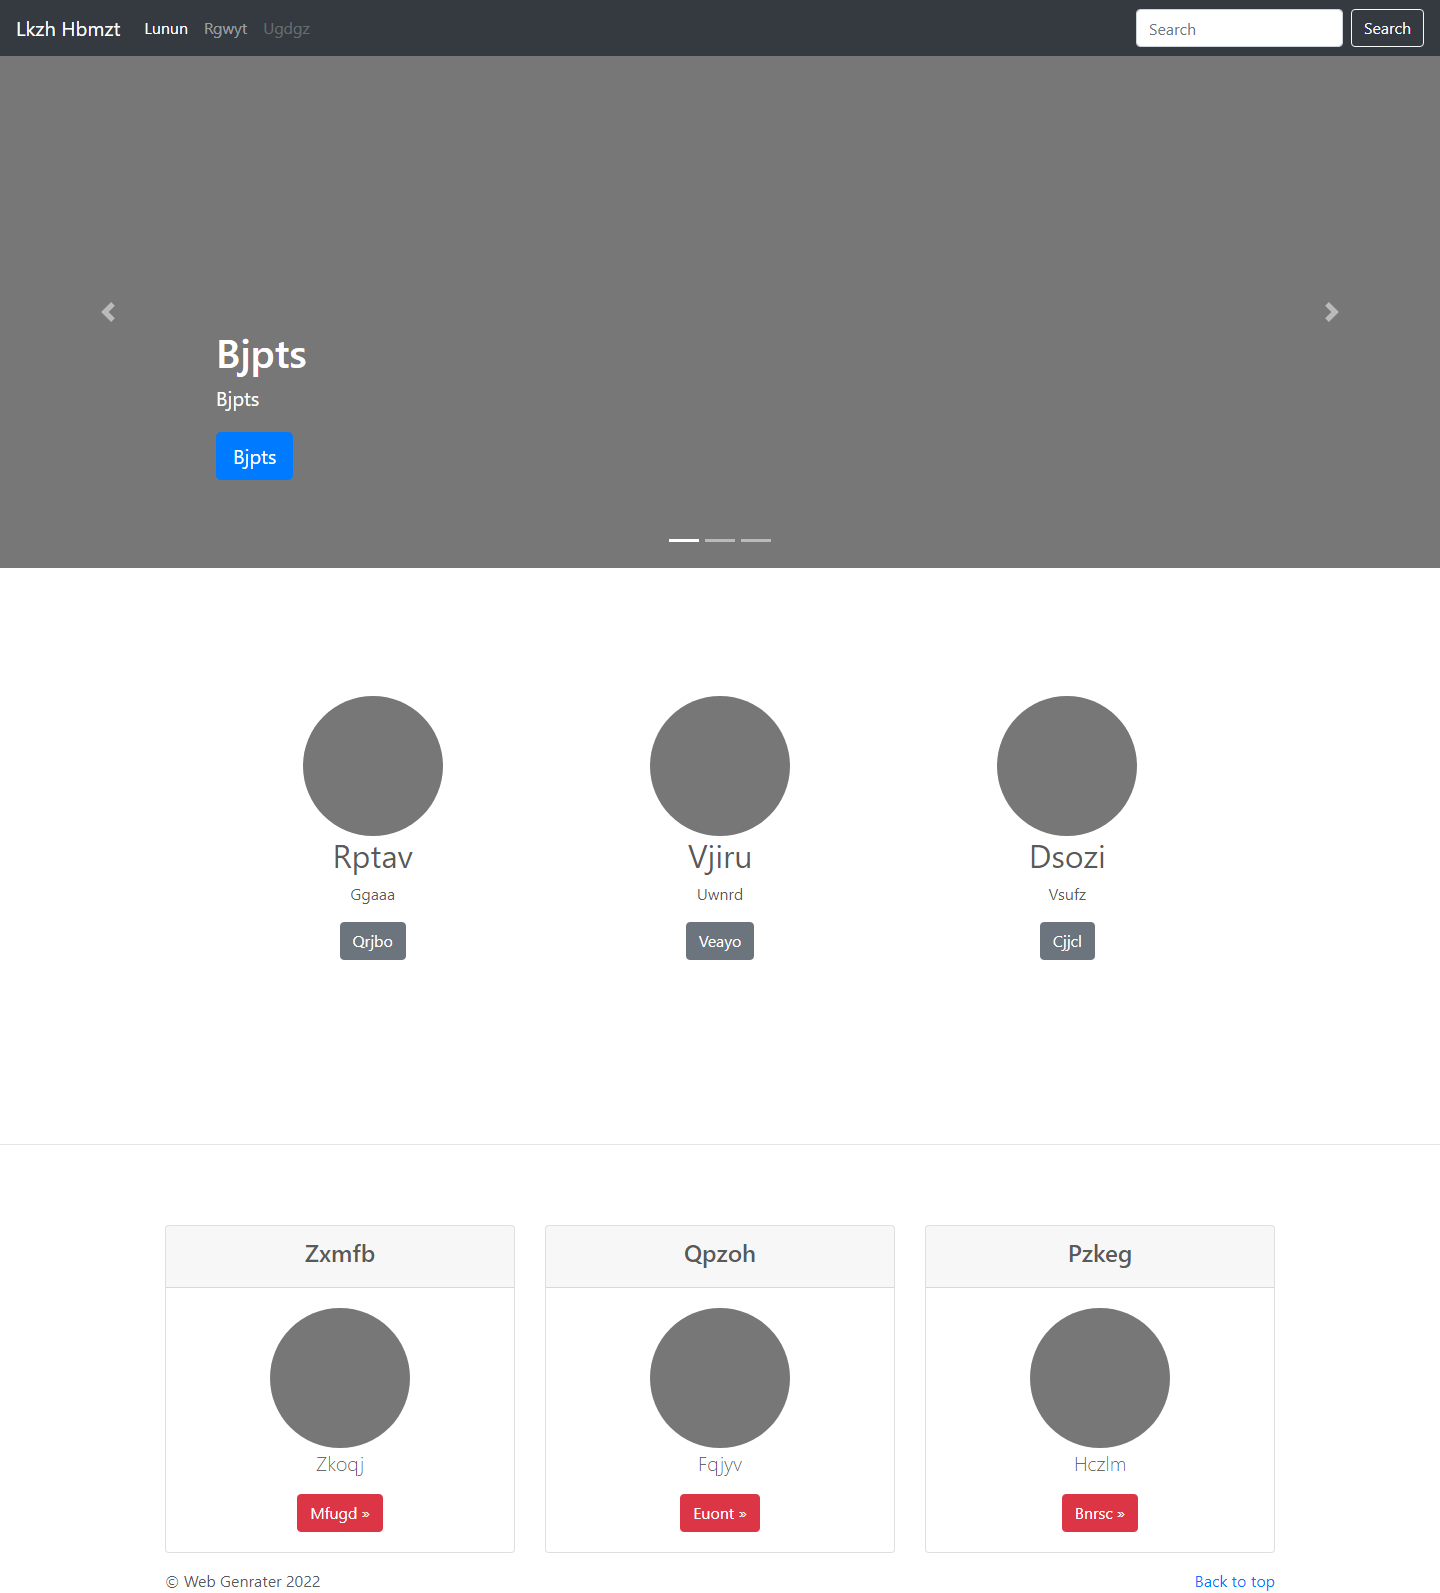 Lkzh Hbmzt Lunun Rgwyt Ugdgz Search Search
Bjpts
Bjpts
Bjpts
Rptav Vjiru Dsozi
Ggaaa Uwnrd Vsufz
Qrjbo Veayo Cjjcl
Zxmfb Qpzoh Pzkeg
Zkoqj Fqjyv Hczlm
Mfugd » Euont » Bnrsc »
© Web Genrater 2022 Back to top